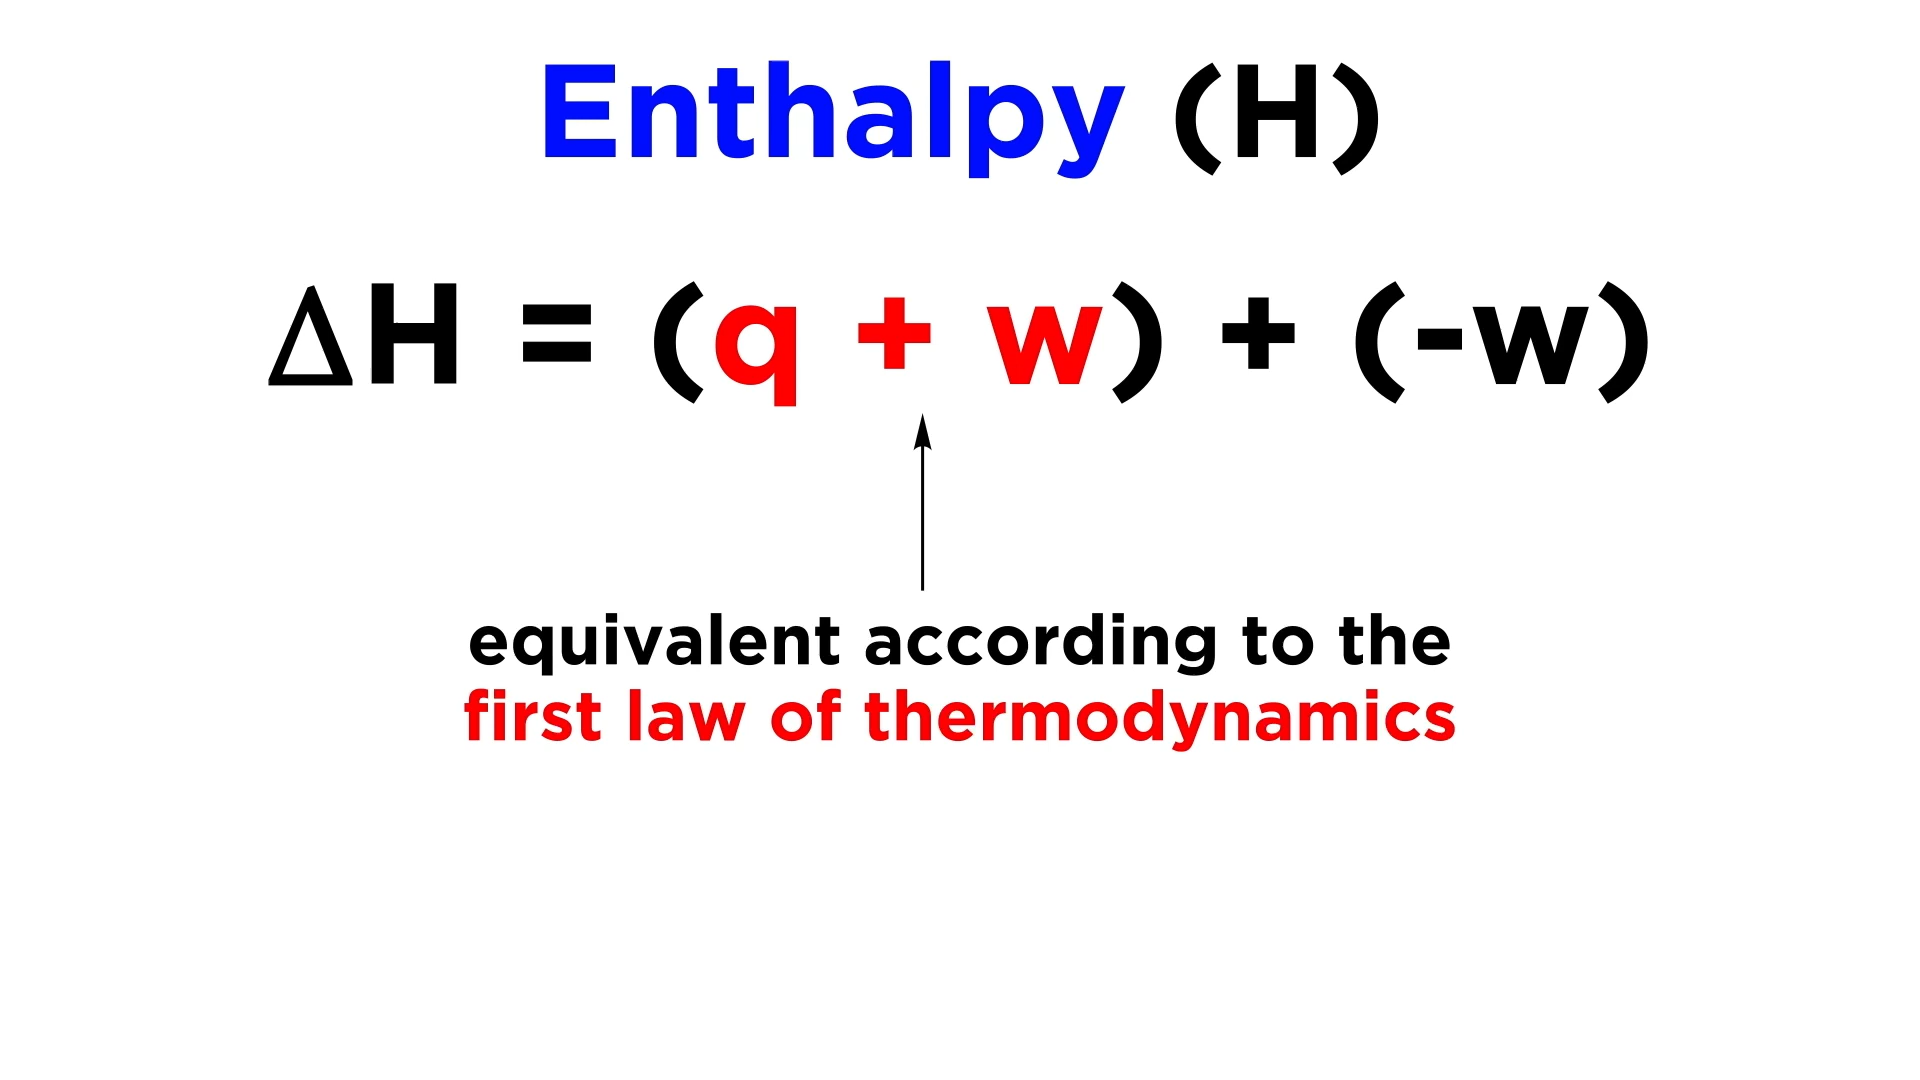 Enthalpy (H)
ΔH = (q + w) + (-w)
equivalent according to the
first law of thermodynamics